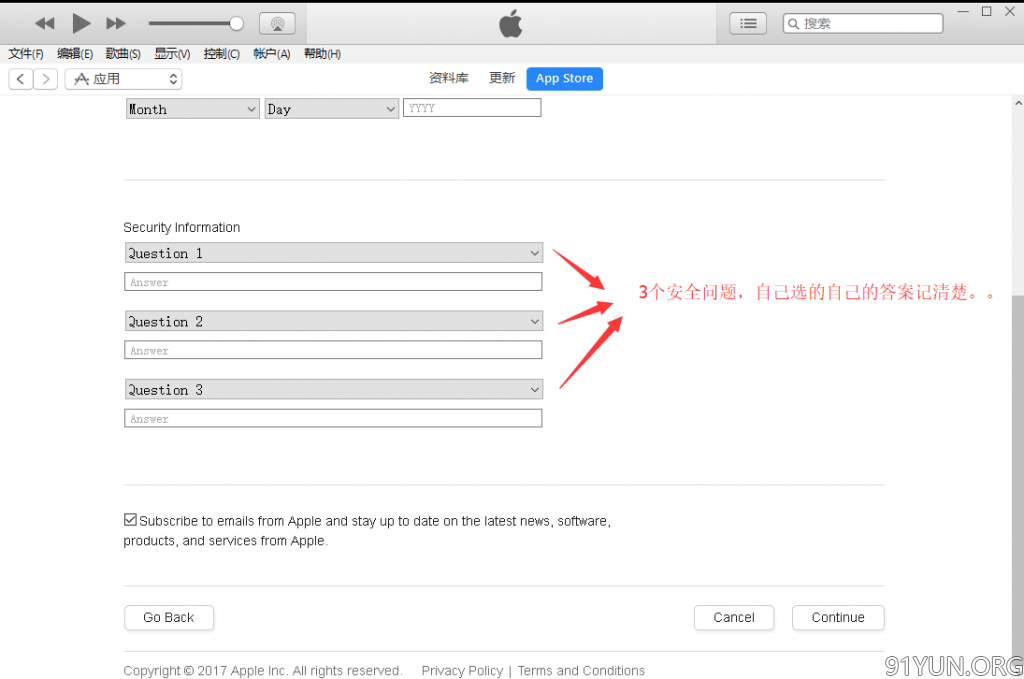 搜索
文件(F) 编辑(E) 歌曲(S) 显示(V) 控制(C) 帐户(A) 帮助(H)
应用 资料库 更新 App Store
Month Day YYYY
Security Information
Question 1
Answer
3个安全问题，自己选的自己的答案记清楚。。
Question 2
Answer
Question 3
Answer
Subscribe to emails from Apple and stay up to date on the latest news, software,
products, and services from Apple.
Go Back Cancel Continue
Copyright © 2017 Apple Inc. All rights reserved. Privacy Policy | Terms and Conditions
91YUN.ORG